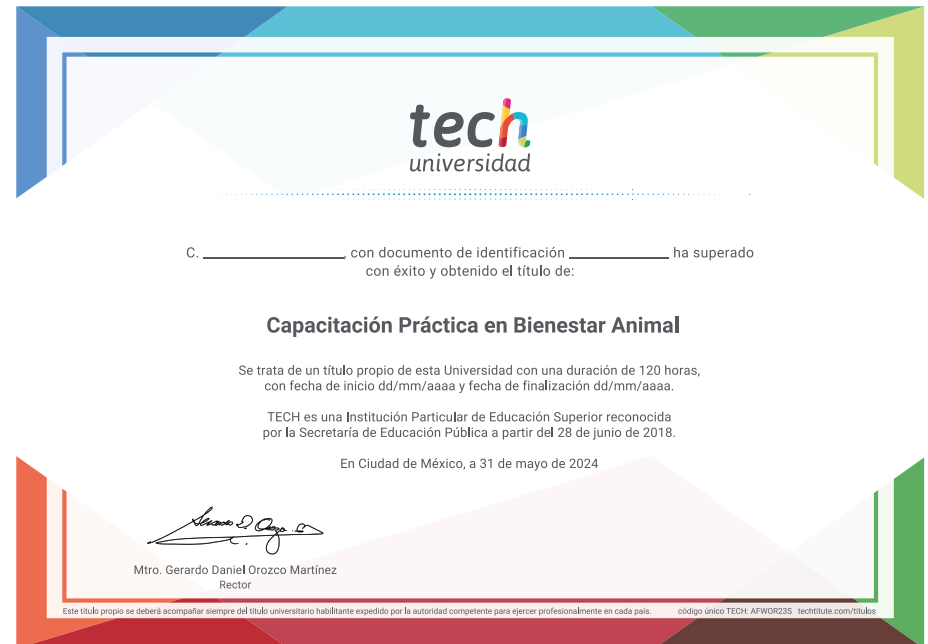 tech
universidad
C. ____________, con documento de identificación ____________ ha superado
con éxito y obtenido el título de:
Capacitación Práctica en Bienestar Animal
Se trata de un título propio de esta Universidad con una duración de 120 horas,
con fecha de inicio dd/mm/aaaa y fecha de finalización dd/mm/aaaa.
TECH es una Institución Particular de Educación Superior reconocida
por la Secretaría de Educación Pública a partir del 28 de junio de 2018.
En Ciudad de México, a 31 de mayo de 2024
Mtro. Gerardo Daniel Orozco Martínez
Rector
Este título propio se deberá acompañar siempre del título universitario habilitante expedido por la autoridad competente para ejercer profesionalmente en cada país. código único TECH: AFWOR23S techtitute.com/titulos